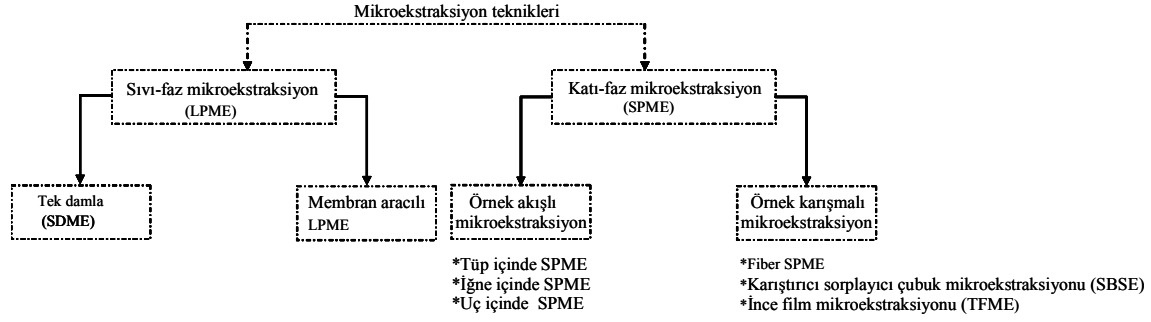 Mikroekstraksiyon teknikleri
Sıvı-faz mikroekstraksiyon
(LPME)
Katı-faz mikroekstraksiyon
(SPME)
Tek damla
(SDME)
Membran aracılı
LPME
Örnek akışlı
mikroekstraksiyon
Örnek karışmalı
mikroekstraksiyon
*Tüp içinde SPME
*İğne içinde SPME
*Uç içinde SPME
*Fiber SPME
*Karıştırıcı sorplayıcı çubuk mikroekstraksiyonu (SBSE)
*İnce film mikroekstraksiyonu (TFME)